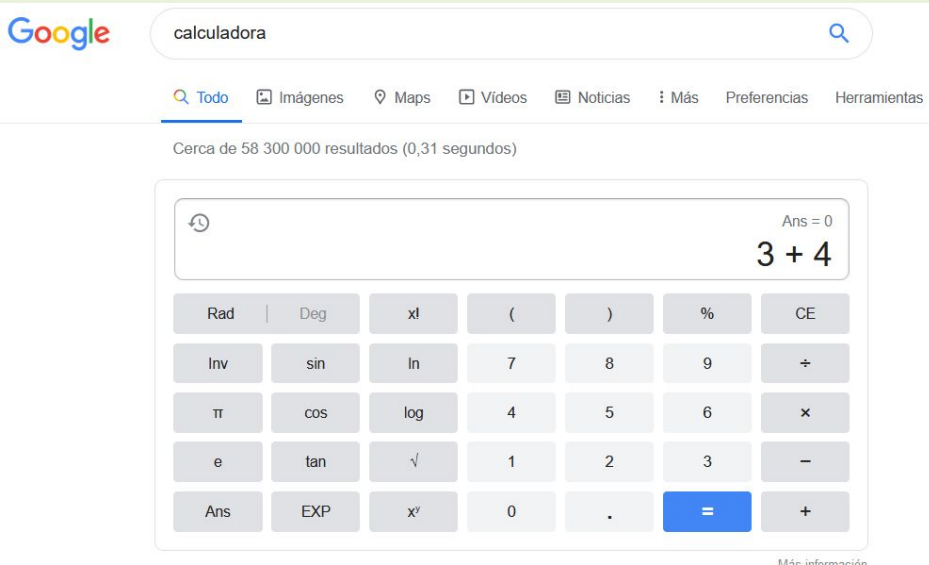 Google calculadora
Todo Imágenes Maps Vídeos Noticias Más Preferencias Herramientas
Cerca de 58 300 000 resultados (0,31 segundos)
Ans = 0
3 + 4
Rad | Deg x! ( ) % CE
Inv sin ln 7 8 9 ÷
π cos log 4 5 6 ×
e tan √ 1 2 3 −
Ans EXP xʸ 0 . = +
Más información